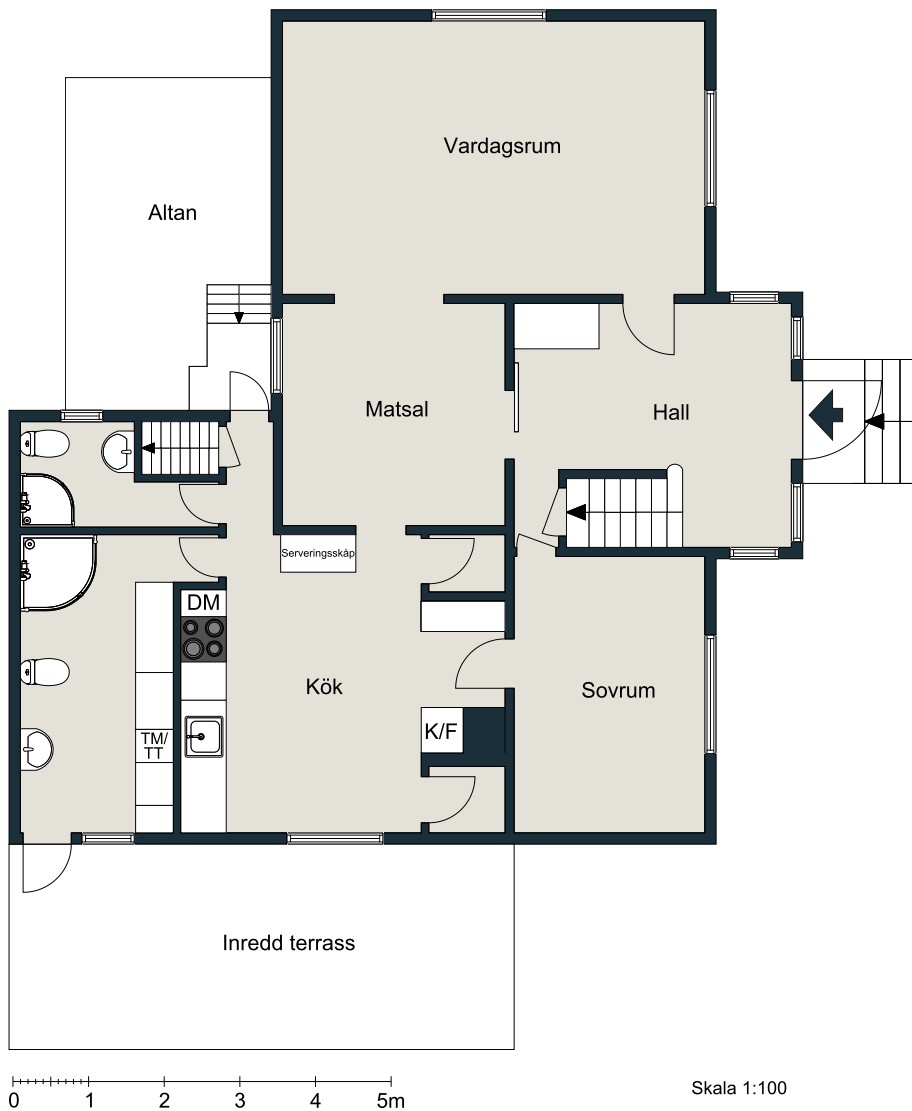 Vardagsrum
Altan
Matsal
Hall
Serveringsskåp
DM
Kök
Sovrum
K/F
TM/
TT
Inredd terrass
0 1 2 3 4 5m
Skala 1:100